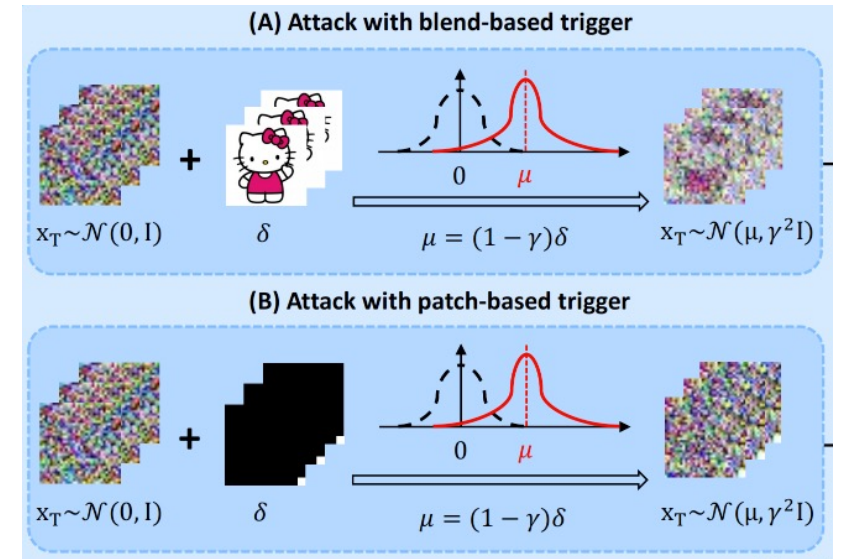 (A) Attack with blend-based trigger
+
0 μ
x_T~𝒩(0, I) δ μ = (1 − γ)δ x_T~𝒩(μ, γ²I)
(B) Attack with patch-based trigger
+
0 μ
x_T~𝒩(0, I) δ μ = (1 − γ)δ x_T~𝒩(μ, γ²I)